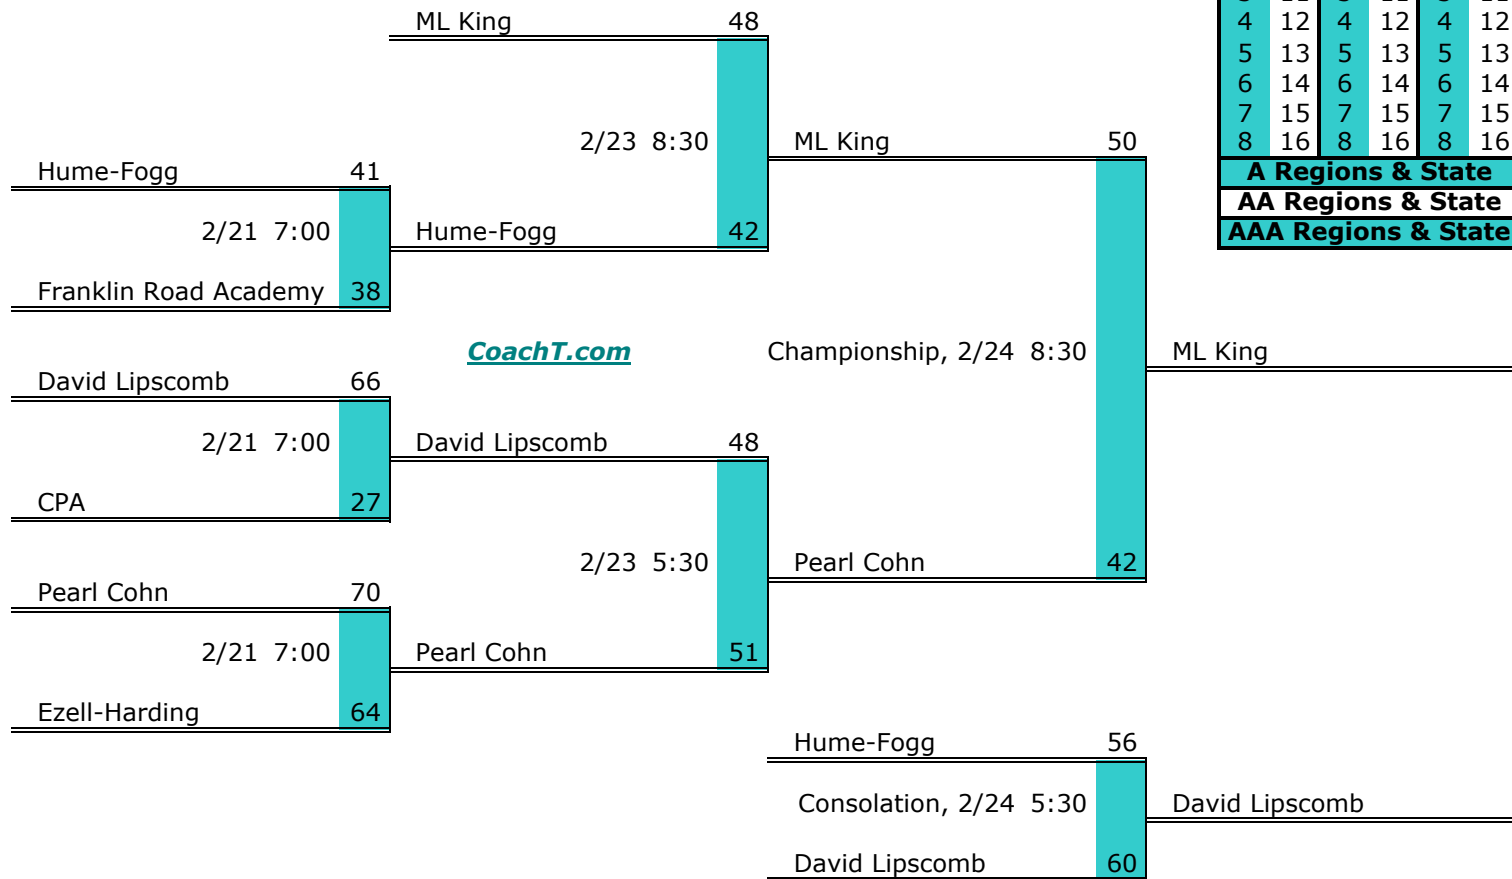 ML King 48
4 12 4 12 4 12
5 13 5 13 5 13
6 14 6 14 6 14
7 15 7 15 7 15
2/23 8:30 ML King 50
8 16 8 16 8 16
Hume-Fogg 41
A Regions & State
AA Regions & State
2/21 7:00 Hume-Fogg 42
AAA Regions & State
Franklin Road Academy 38
CoachT.com
Championship, 2/24 8:30
ML King
David Lipscomb 66
2/21 7:00 David Lipscomb 48
CPA 27
2/23 5:30 Pearl Cohn 42
Pearl Cohn 70
2/21 7:00 Pearl Cohn 51
Ezell-Harding 64
Hume-Fogg 56
Consolation, 2/24 5:30 David Lipscomb
David Lipscomb 60